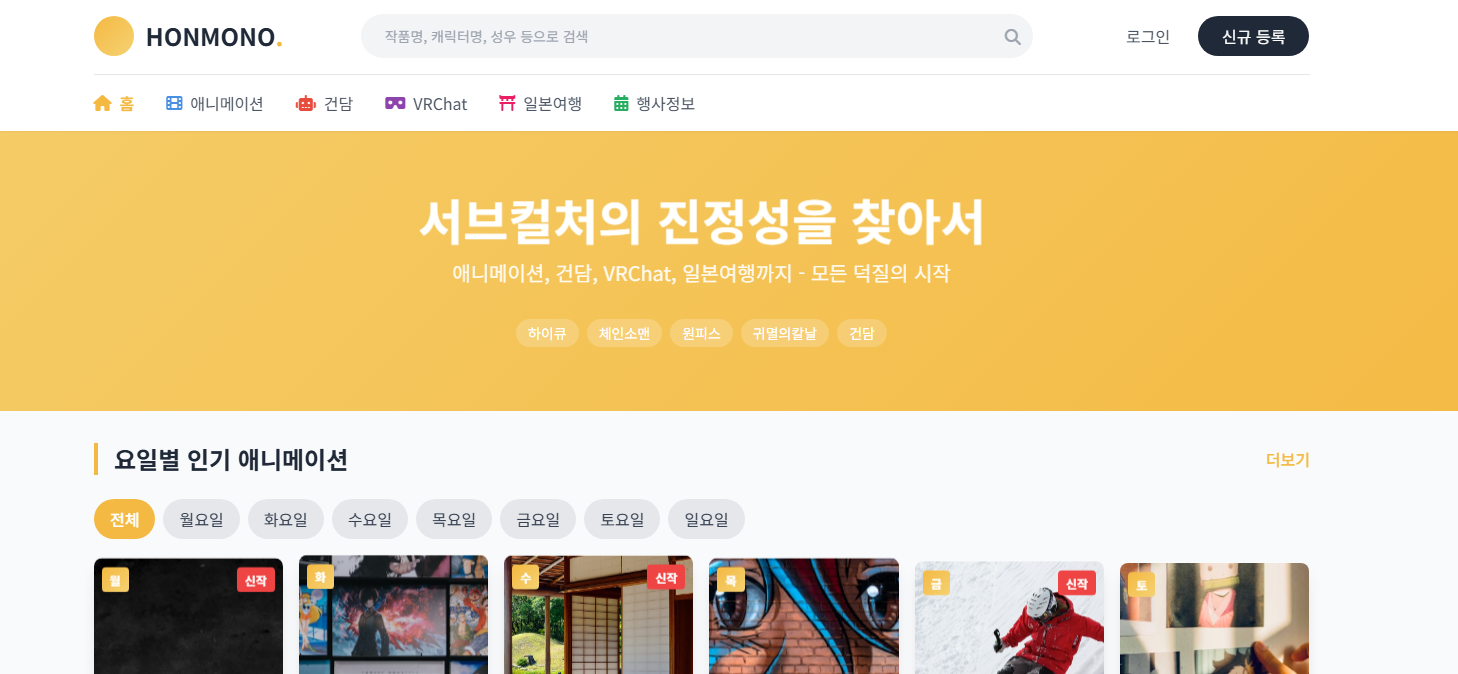 HONMONO.
작품명, 캐릭터명, 성우 등으로 검색
로그인
신규 등록
홈
애니메이션
건담
VRChat
일본여행
행사정보
서브컬처의 진정성을 찾아서
애니메이션, 건담, VRChat, 일본여행까지 - 모든 덕질의 시작
하이큐
체인소맨
원피스
귀멸의칼날
건담
요일별 인기 애니메이션
더보기
전체
월요일
화요일
수요일
목요일
금요일
토요일
일요일
월
신작
화
수
신작
목
금
신작
토